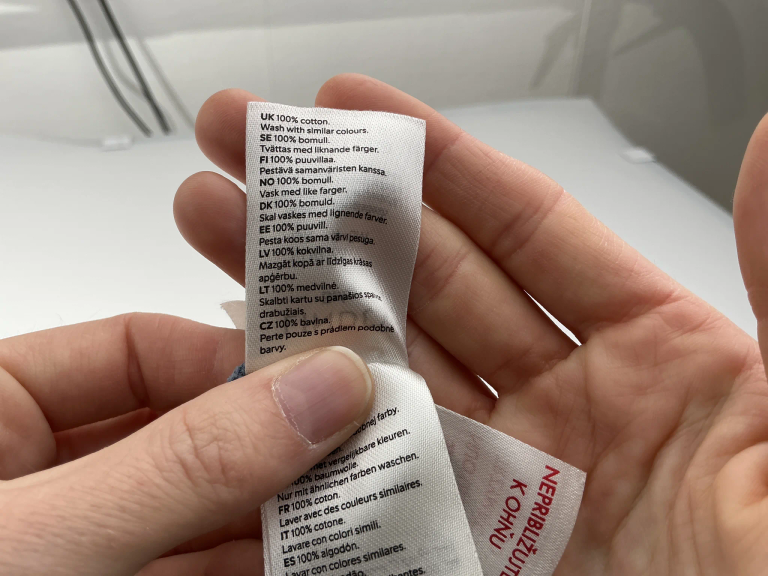 UK 100% cotton.
Wash with similar colours.
SE 100% bomull.
Tvättas med liknande färger.
FI 100% puuvillaa.
Pestävä samanväristen kanssa.
NO 100% bomull.
Vask med like farger.
DK 100% bomuld.
Skal vaskes med lignende farver.
EE 100% puuvill.
Pesta koos sama värvi pesuga.
LV 100% kokvilna.
Mazgāt kopā ar līdzīgas krāsas
apģērbu.
LT 100% medvilnė.
Skalbti kartu su panašios spalvos
drabužiais.
CZ 100% bavlna.
Perte pouze s prádlem podobné
barvy.
farby.
met vergelijkbare kleuren.
baumwolle.
Nur mit ähnlichen farben waschen.
FR 100% coton.
Laver avec des couleurs similaires.
IT 100% cotone.
Lavare con colori simili.
ES 100% algodón.
Lavar con colores similares.
NEPRIBLIŽUJTE
K OHŇU